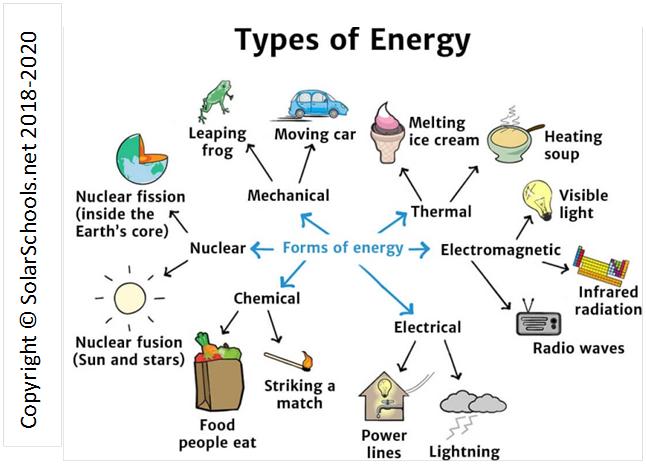 Types of Energy
Copyright © SolarSchools.net 2018-2020
Leaping
frog
Moving car
Melting
ice cream
Heating
soup
Mechanical
Thermal
Visible
light
Nuclear fission
(inside the
Earth's core)
Nuclear
Forms of energy
Electromagnetic
Infrared
radiation
Chemical
Nuclear fusion
(Sun and stars)
Electrical
Radio waves
Striking a
match
Food
people eat
Power
lines
Lightning